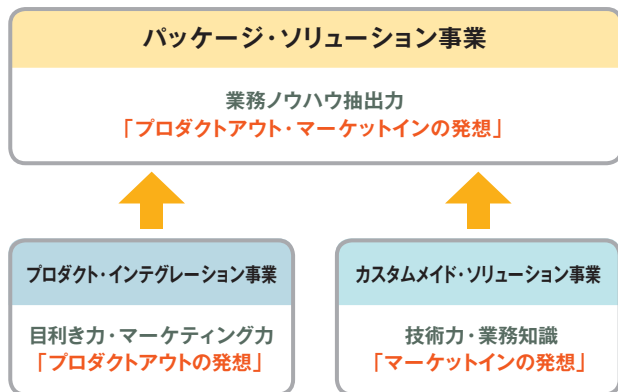 パッケージ・ソリューション事業
業務ノウハウ抽出力
「プロダクトアウト・マーケットインの発想」
プロダクト・インテグレーション事業
目利き力・マーケティング力
「プロダクトアウトの発想」
カスタムメイド・ソリューション事業
技術力・業務知識
「マーケットインの発想」